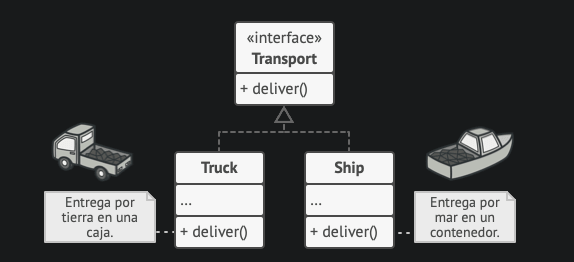 «interface»
Transport
+ deliver()
Truck
...
+ deliver()
Ship
...
+ deliver()
Entrega por
tierra en una
caja.
Entrega por
mar en un
contenedor.